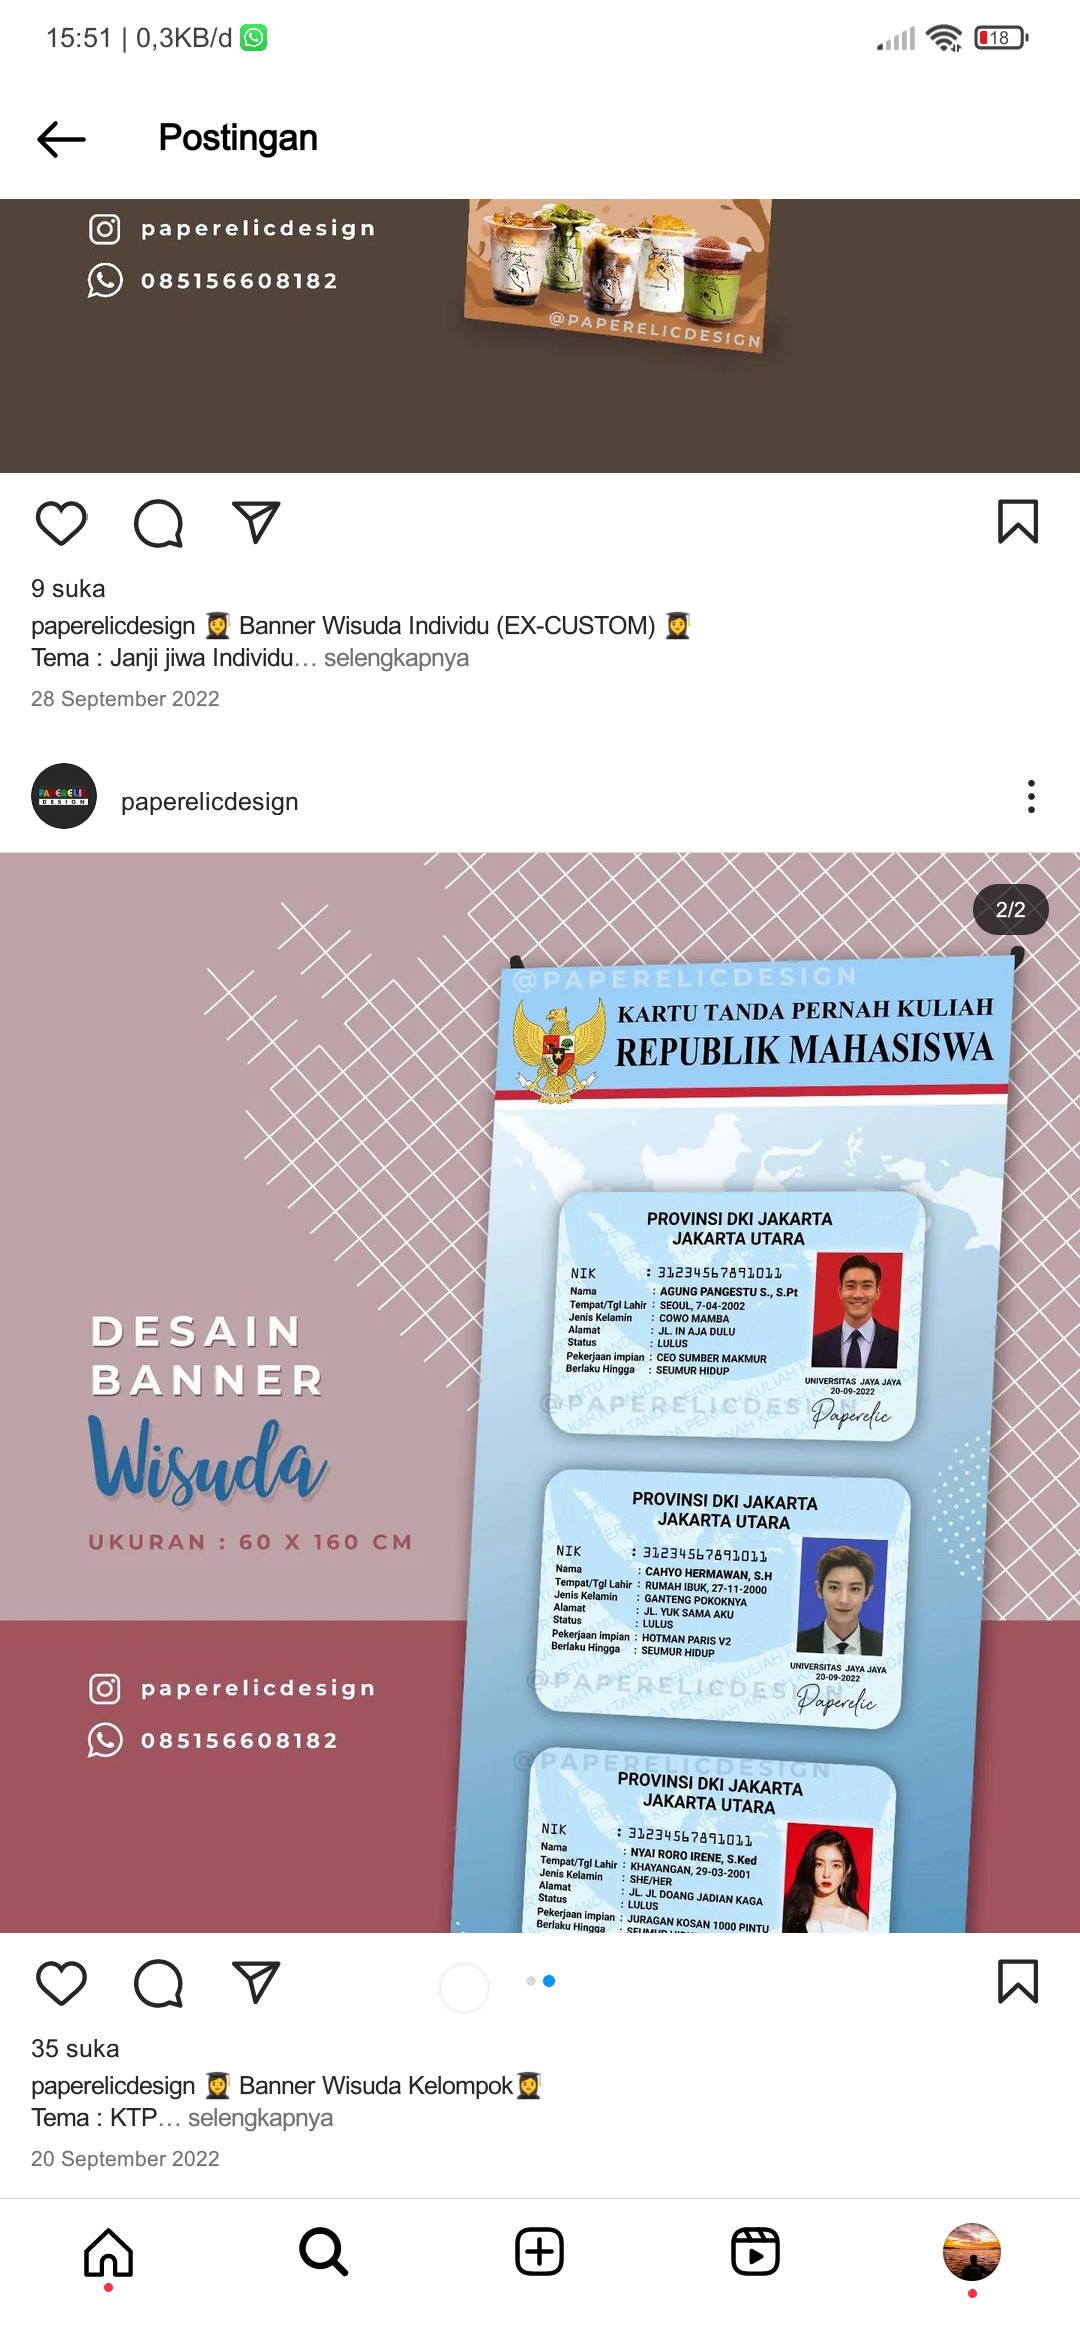 15:51 | 0,3KB/d
18
Postingan
paperelicdesign
085156608182
@PAPERELICDESIGN
9 suka
paperelicdesign 👩‍🎓 Banner Wisuda Individu (EX-CUSTOM) 👩‍🎓
Tema : Janji jiwa Individu… selengkapnya
28 September 2022
PAPERELIC
DESIGN
paperelicdesign
2/2
@PAPERELICDESIGN
KARTU TANDA PERNAH KULIAH
REPUBLIK MAHASISWA
PROVINSI DKI JAKARTA
JAKARTA UTARA
NIK : 31234567891011
Nama : AGUNG PANGESTU S., S.Pt
Tempat/Tgl Lahir : SEOUL, 7-04-2002
Jenis Kelamin : COWO MAMBA
Alamat : JL. IN AJA DULU
Status : LULUS
Pekerjaan impian : CEO SUMBER MAKMUR
Berlaku Hingga : SEUMUR HIDUP
UNIVERSITAS JAYA JAYA
20-09-2022
Paperelic
@PAPERELICDESIGN
PROVINSI DKI JAKARTA
JAKARTA UTARA
NIK : 31234567891011
Nama : CAHYO HERMAWAN, S.H
Tempat/Tgl Lahir : RUMAH IBUK, 27-11-2000
Jenis Kelamin : GANTENG POKOKNYA
Alamat : JL. YUK SAMA AKU
Status : LULUS
Pekerjaan impian : HOTMAN PARIS V2
Berlaku Hingga : SEUMUR HIDUP
UNIVERSITAS JAYA JAYA
20-09-2022
Paperelic
@PAPERELICDESIGN
@PAPERELICDESIGN
PROVINSI DKI JAKARTA
JAKARTA UTARA
NIK : 31234567891011
Nama : NYAI RORO IRENE, S.Ked
Tempat/Tgl Lahir : KHAYANGAN, 29-03-2001
Jenis Kelamin : SHE/HER
Alamat : JL. JL DOANG JADIAN KAGA
Status : LULUS
Pekerjaan impian : JURAGAN KOSAN 1000 PINTU
Berlaku Hingga : SEUMUR
DESAIN
BANNER
Wisuda
UKURAN : 60 X 160 CM
paperelicdesign
085156608182
35 suka
paperelicdesign 👩‍🎓 Banner Wisuda Kelompok👩‍🎓
Tema : KTP… selengkapnya
20 September 2022